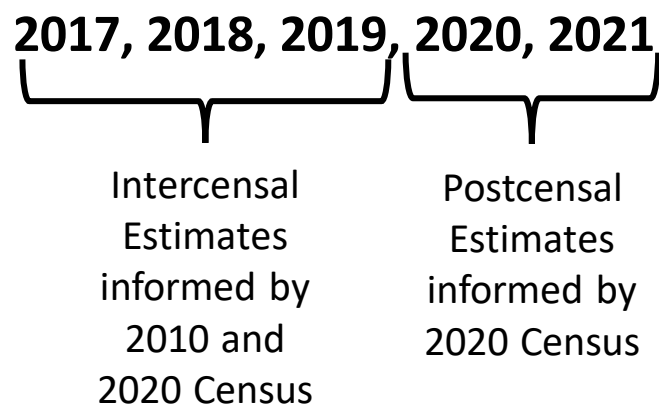 2017, 2018, 2019, 2020, 2021
Intercensal
Estimates
informed by
2010 and
2020 Census
Postcensal
Estimates
informed by
2020 Census